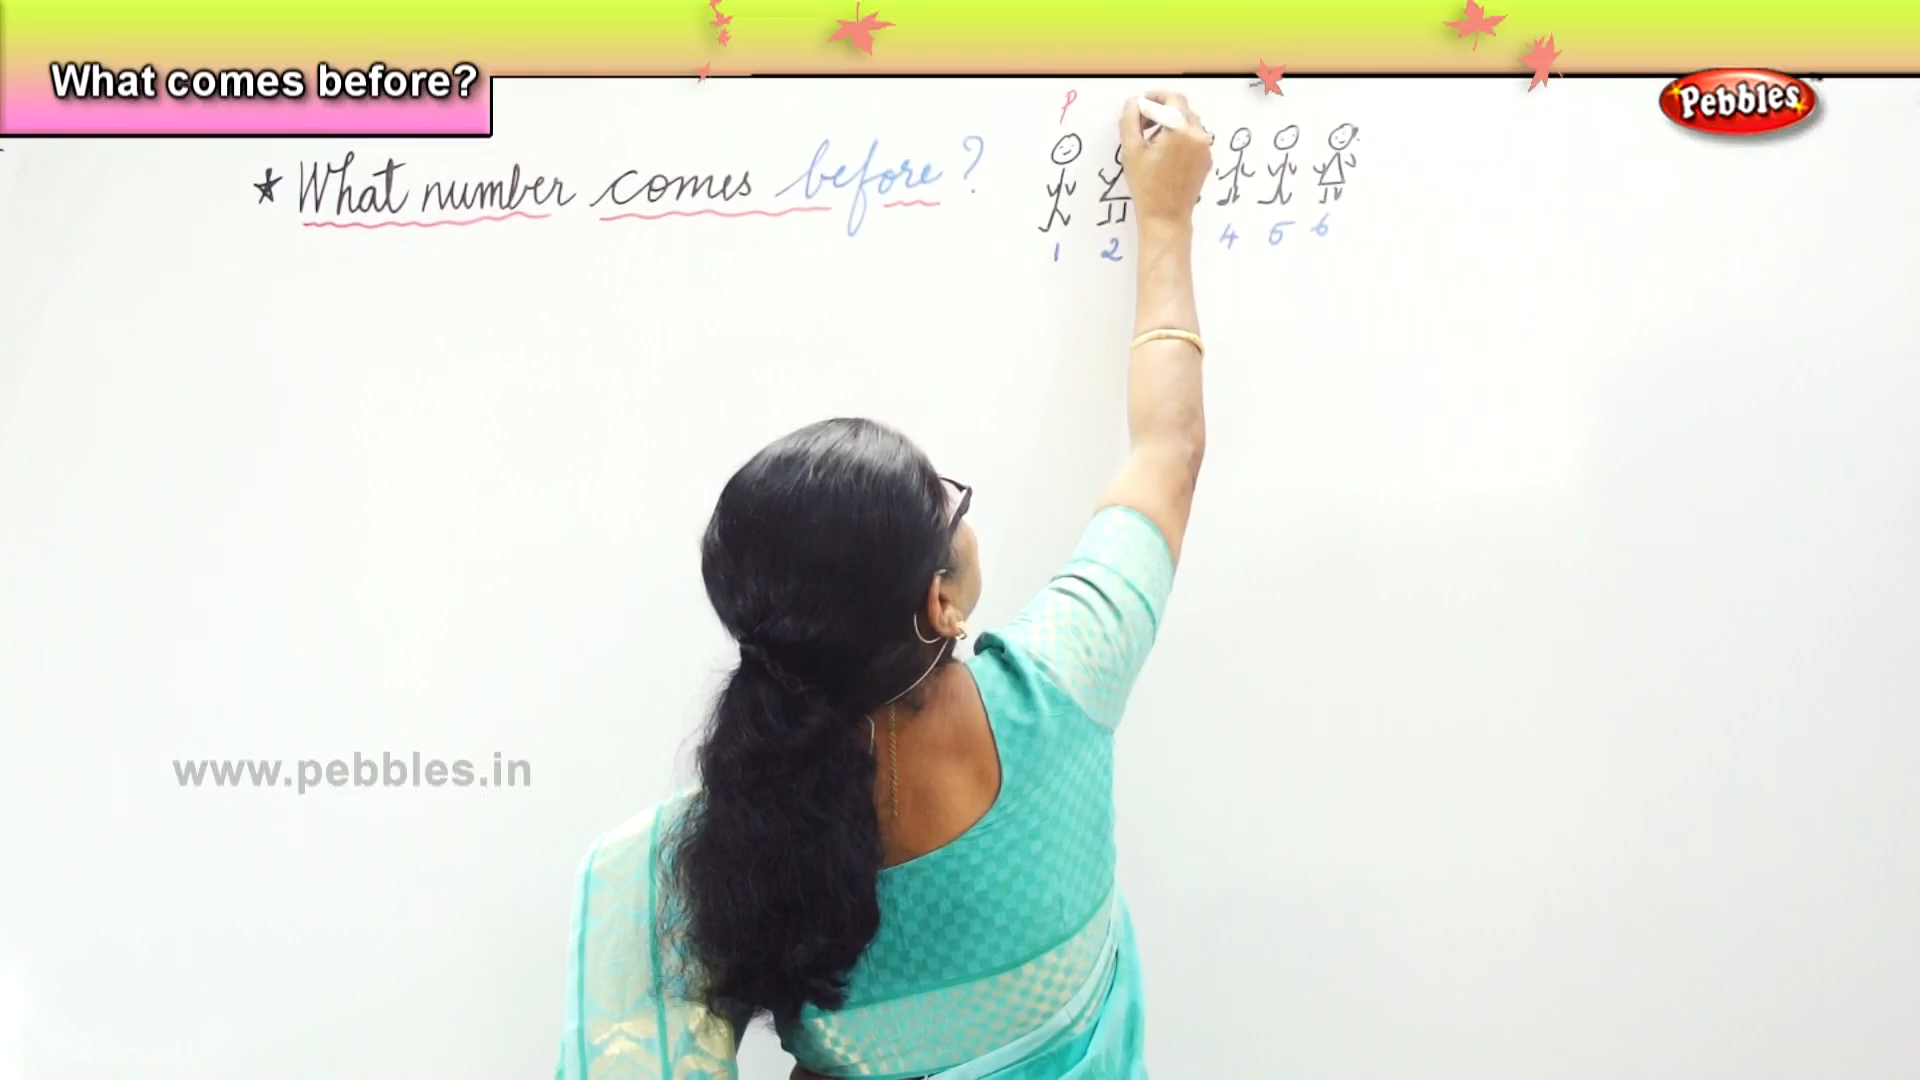 What comes before?
Pebbles
P
* What number comes before?
1 2 4 5 6
www.pebbles.in